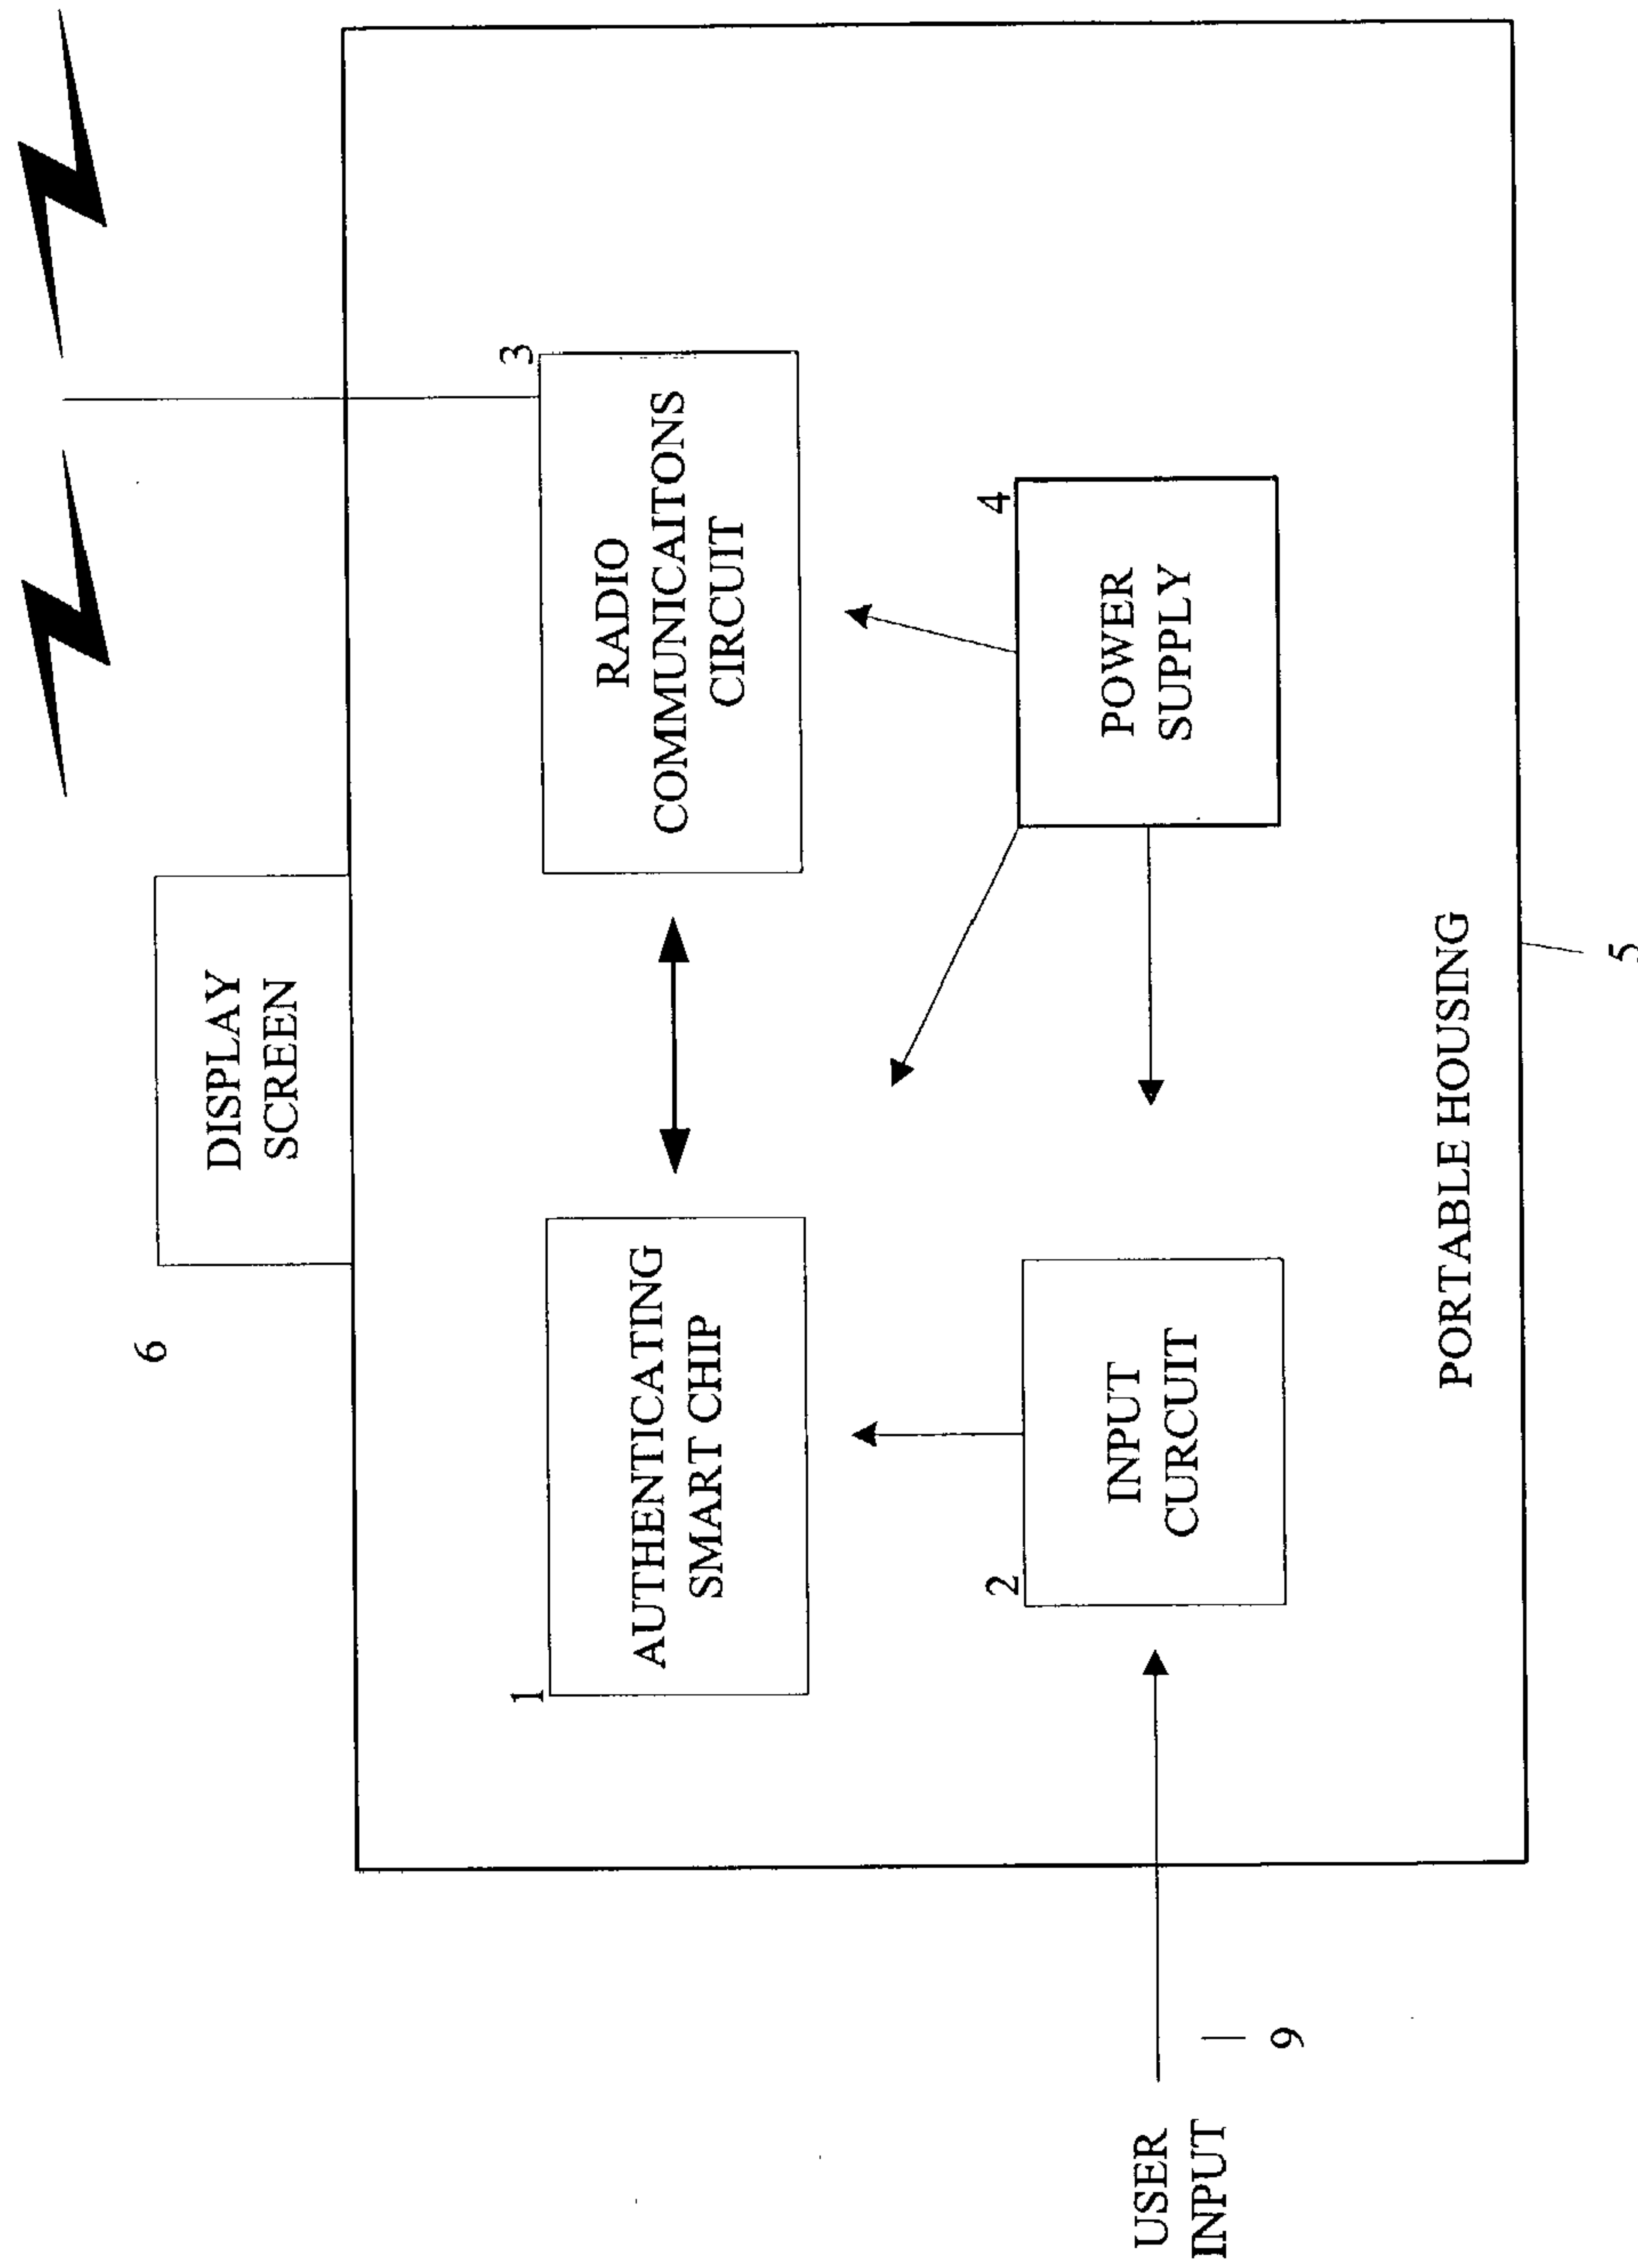 6
DISPLAY
SCREEN
1
AUTHENTICATING
SMART CHIP
3
RADIO
COMMUNICAITONS
CIRCUIT
2
INPUT
CURCUIT
4
POWER
SUPPLY
USER
INPUT
9
PORTABLE HOUSING
5